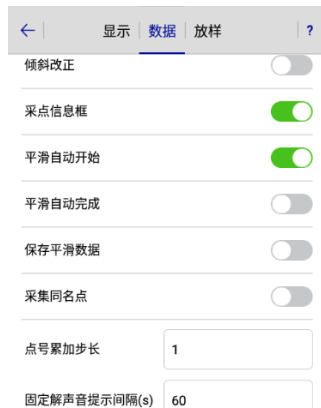 显示 数据 放样 ?
倾斜改正
采点信息框
平滑自动开始
平滑自动完成
保存平滑数据
采集同名点
点号累加步长 1
固定解声音提示间隔(s) 60